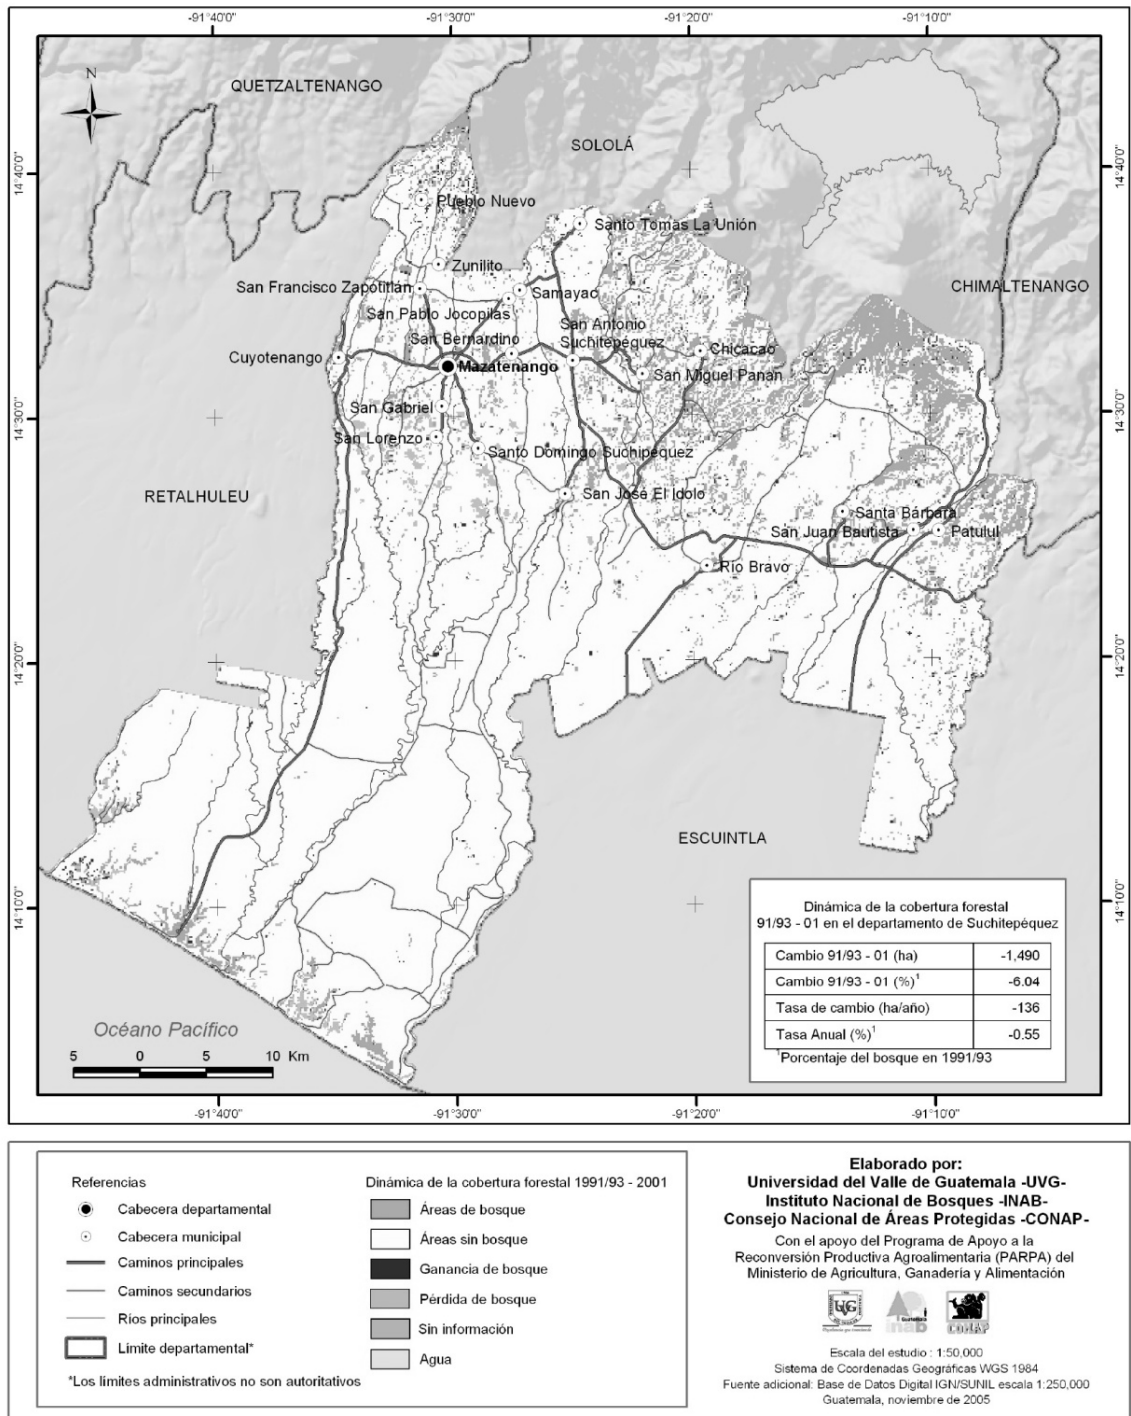 -91°40'0"
-91°30'0"
-91°20'0"
-91°10'0"
14°40'0"
14°40'0"
14°30'0"
14°30'0"
14°20'0"
14°20'0"
14°10'0"
14°10'0"
N
QUETZALTENANGO
SOLOLÁ
CHIMALTENANGO
Pueblo Nuevo
Santo Tomas La Unión
Zunilito
San Francisco Zapotitlán
Samayac
San Pablo Jocopilas
San Antonio
Suchitepéquez
San Bernardino
Chicacao
Cuyotenango
Mazatenango
San Miguel Panan
San Gabriel
San Lorenzo
Santo Domingo Suchipéquez
RETALHULEU
San José El Idolo
Santa Bárbara
San Juan Bautista
Patulul
Río Bravo
ESCUINTLA
Océano Pacífico
5 0 5 10 Km
Dinámica de la cobertura forestal
91/93 - 01 en el departamento de Suchitepéquez
Cambio 91/93 - 01 (ha) -1,490
Cambio 91/93 - 01 (%)¹ -6.04
Tasa de cambio (ha/año) -136
Tasa Anual (%)¹ -0.55
¹Porcentaje del bosque en 1991/93
-91°40'0"
-91°30'0"
-91°20'0"
-91°10'0"
Referencias
Cabecera departamental
Cabecera municipal
Caminos principales
Caminos secundarios
Ríos principales
Límite departamental*
*Los límites administrativos no son autoritativos
Dinámica de la cobertura forestal 1991/93 - 2001
Áreas de bosque
Áreas sin bosque
Ganancia de bosque
Pérdida de bosque
Sin información
Agua
Elaborado por:
Universidad del Valle de Guatemala -UVG-
Instituto Nacional de Bosques -INAB-
Consejo Nacional de Áreas Protegidas -CONAP-
Con el apoyo del Programa de Apoyo a la
Reconversión Productiva Agroalimentaria (PARPA) del
Ministerio de Agricultura, Ganadería y Alimentación
UVG
inab
CONAP
Escala del estudio : 1:50,000
Sistema de Coordenadas Geográficas WGS 1984
Fuente adicional: Base de Datos Digital IGN/SUNIL escala 1:250,000
Guatemala, noviembre de 2005